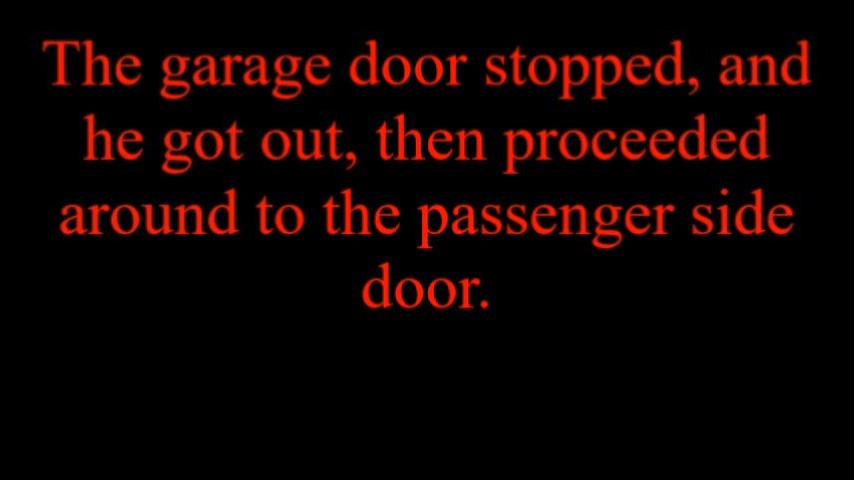 The garage door stopped, and
he got out, then proceeded
around to the passenger side
door.